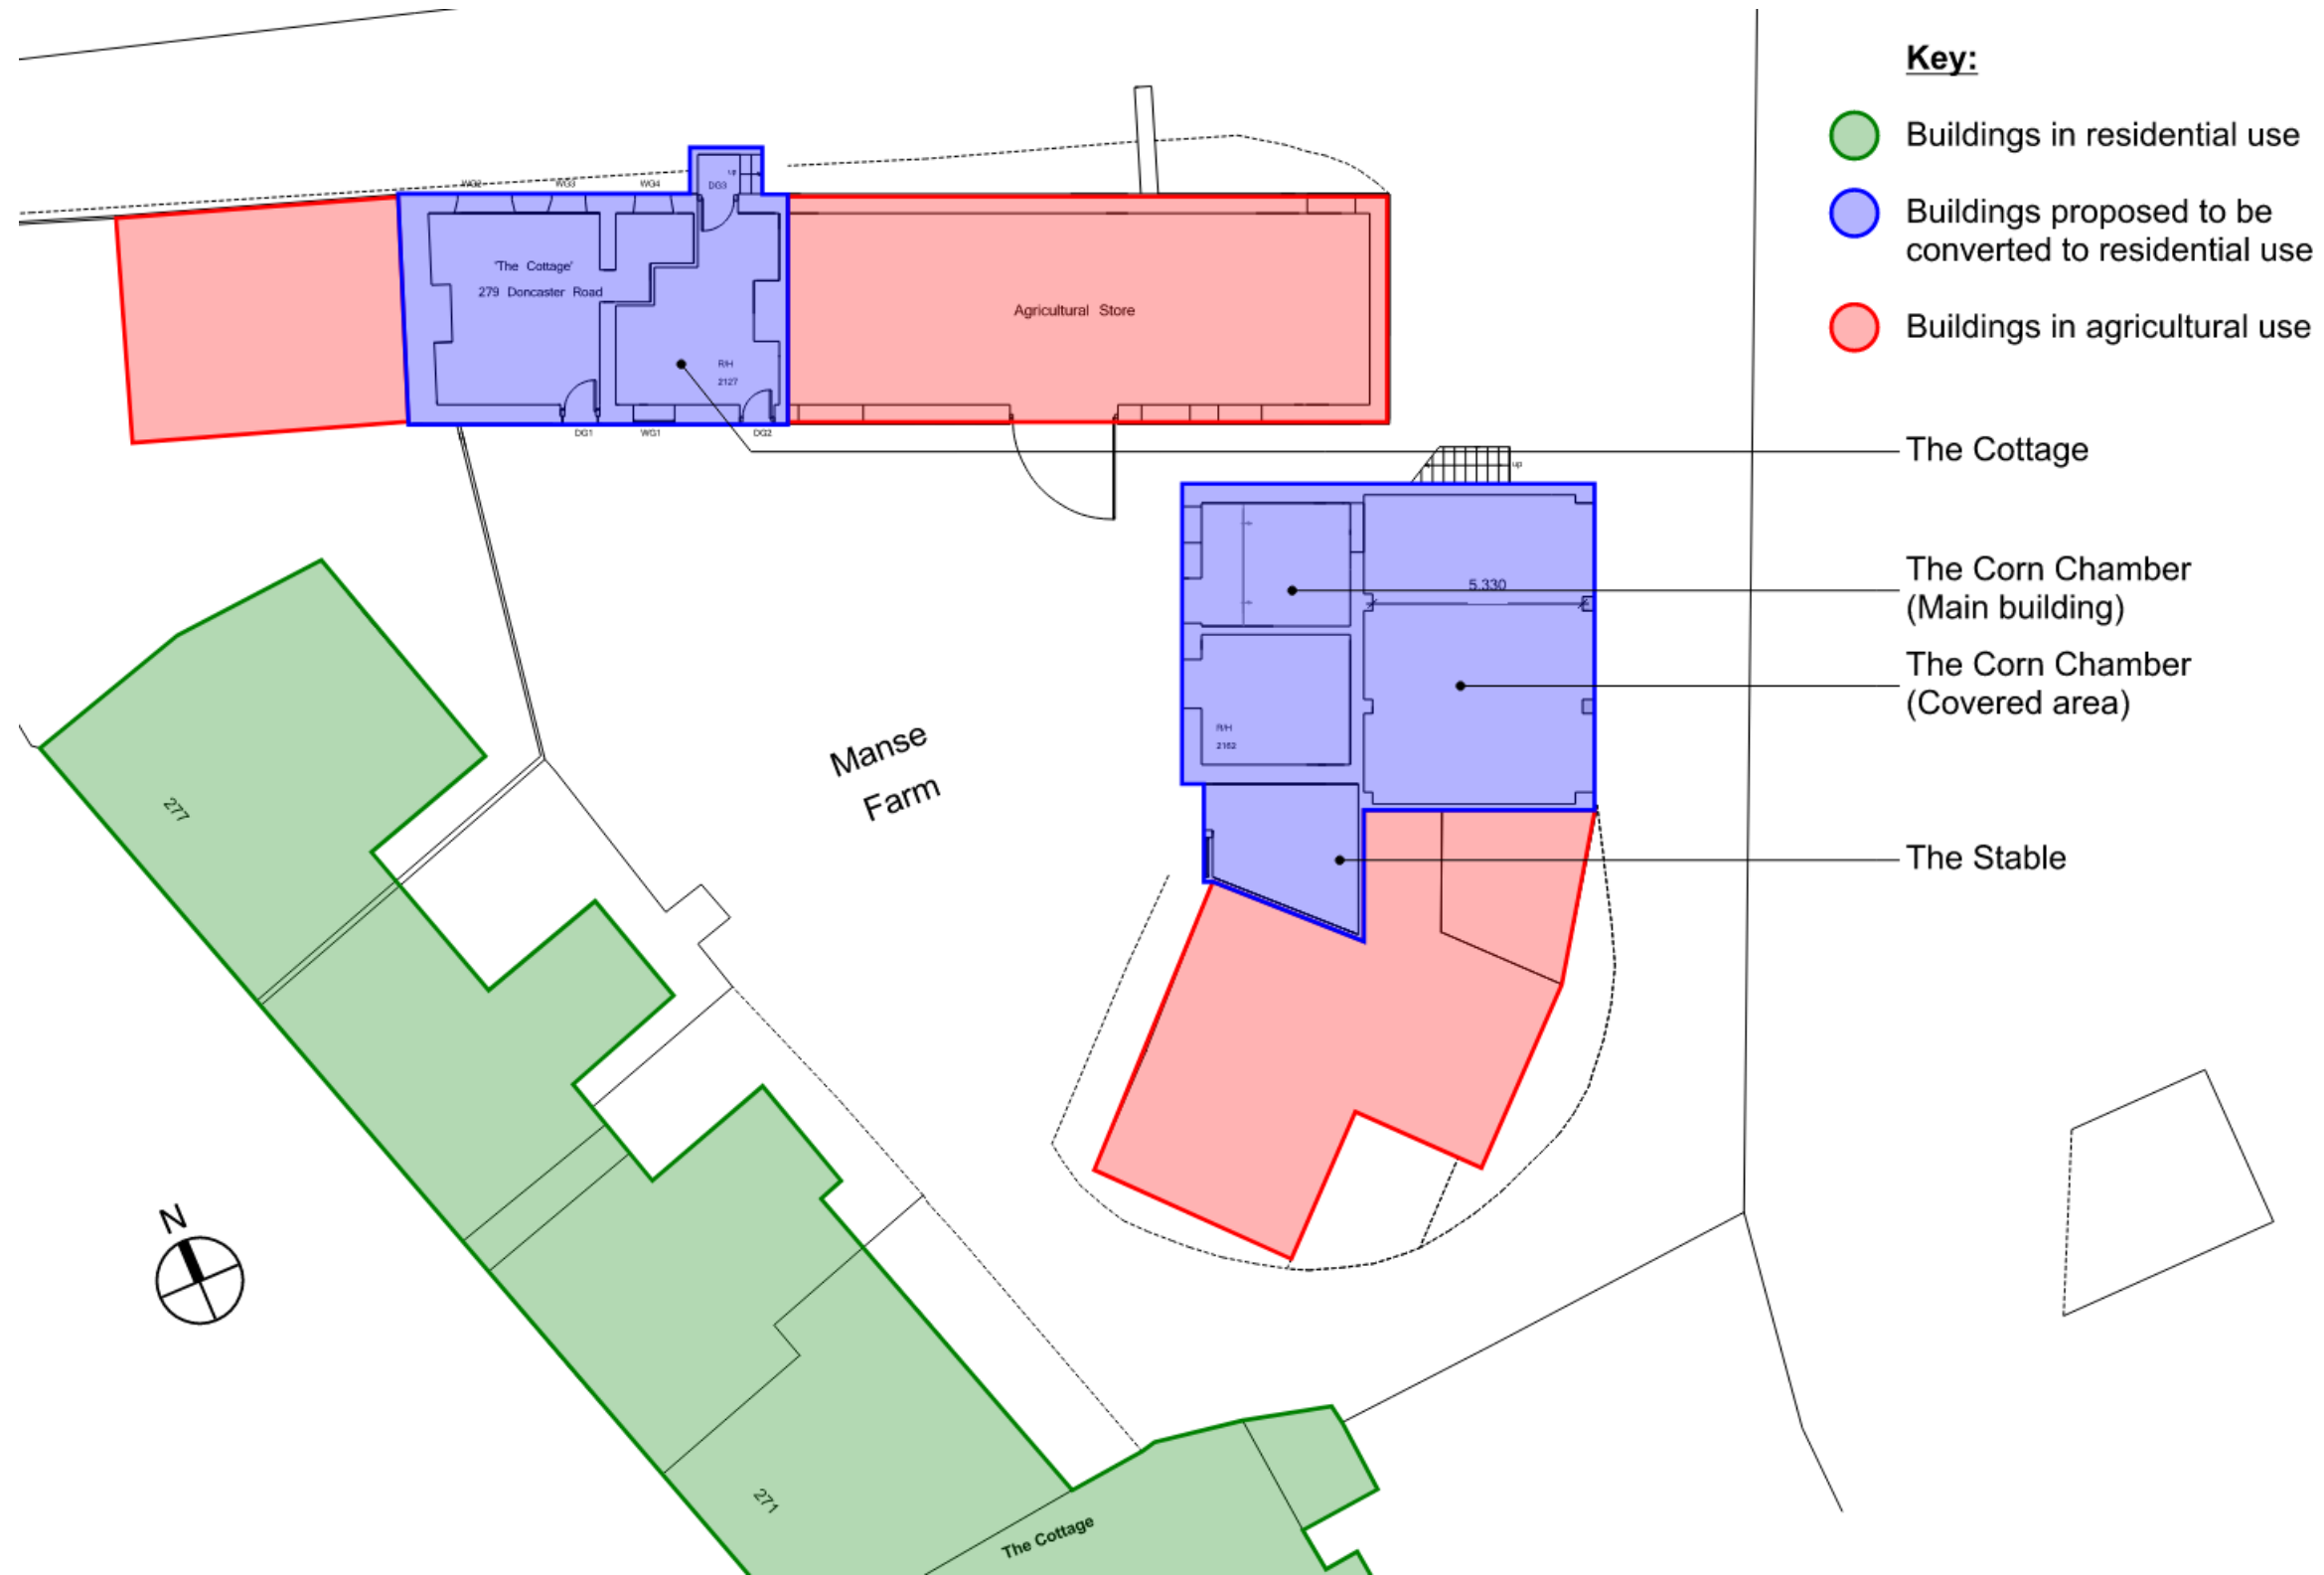 Key:
Buildings in residential use
Buildings proposed to be
converted to residential use
Buildings in agricultural use
WG2
WG3
WG4
DG3
up
'The Cottage'
279 Doncaster Road
Agricultural Store
R/H
2127
DG1
WG1
DG2
The Cottage
up
The Corn Chamber
(Main building)
5.330
The Corn Chamber
(Covered area)
R/H
2162
The Stable
Manse
Farm
277
N
271
The Cottage